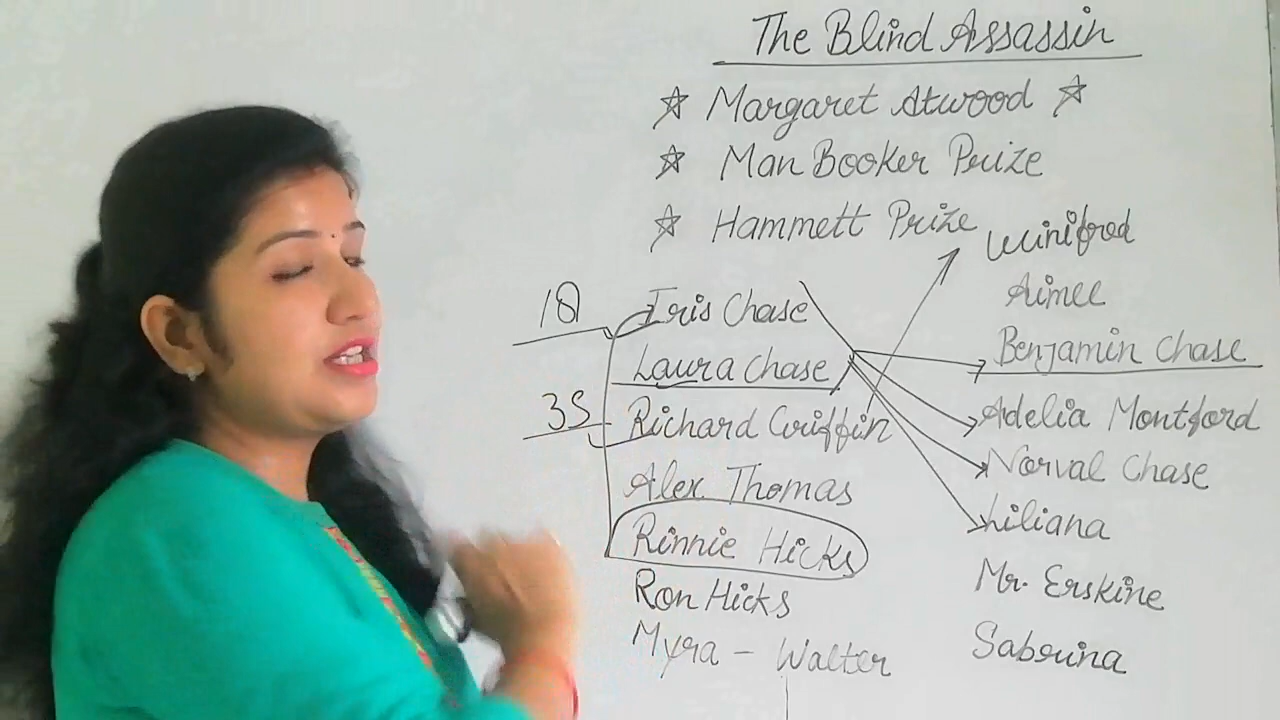 The Blind Assassin
☆ Margaret Atwood ☆
☆ Man Booker Prize
☆ Hammett Prize
18
Iris Chase
Laura Chase
35
Richard Griffin
Alex Thomas
Rinnie Hicks
Ron Hicks
Myra - Walter
Winifred
Aimee
Benjamin Chase
Adelia Montford
Norval Chase
Liliana
Mr. Erskine
Sabrina